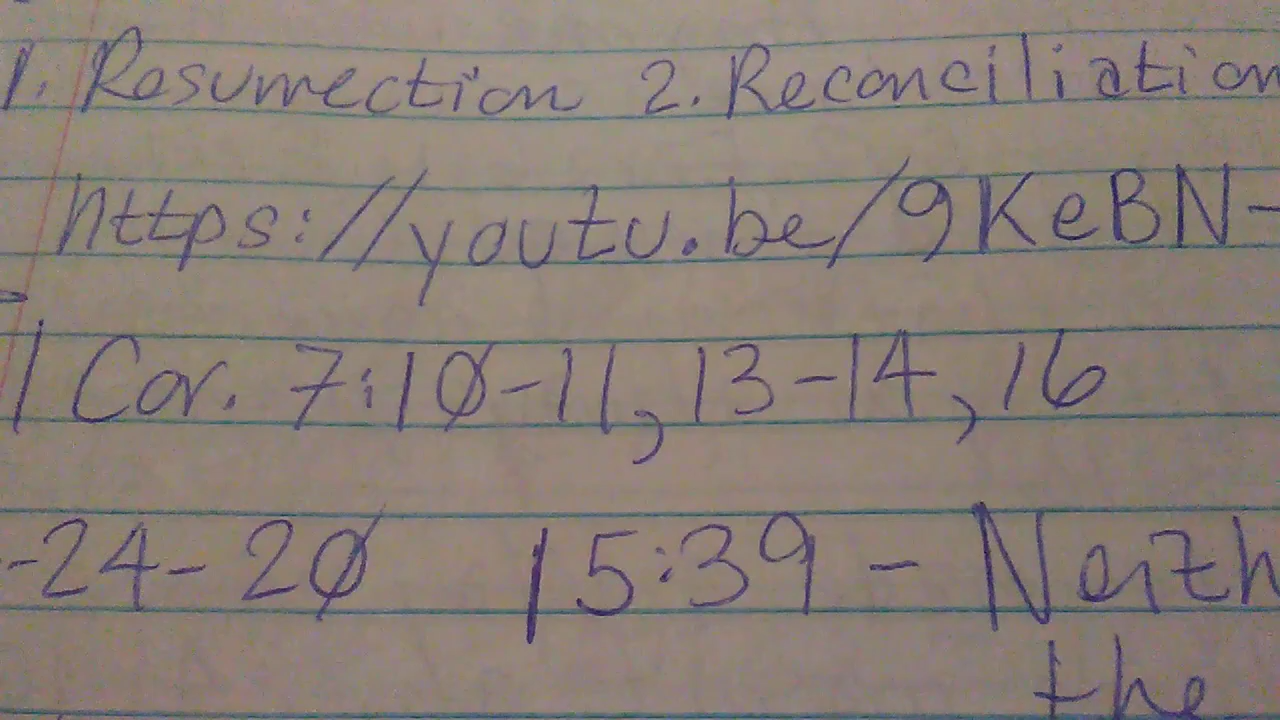 1. Resurrection 2. Reconciliation
https://youtu.be/9KeBN-
1 Cor. 7:10-11, 13-14, 16
-24-20 15:39 - Neith
the